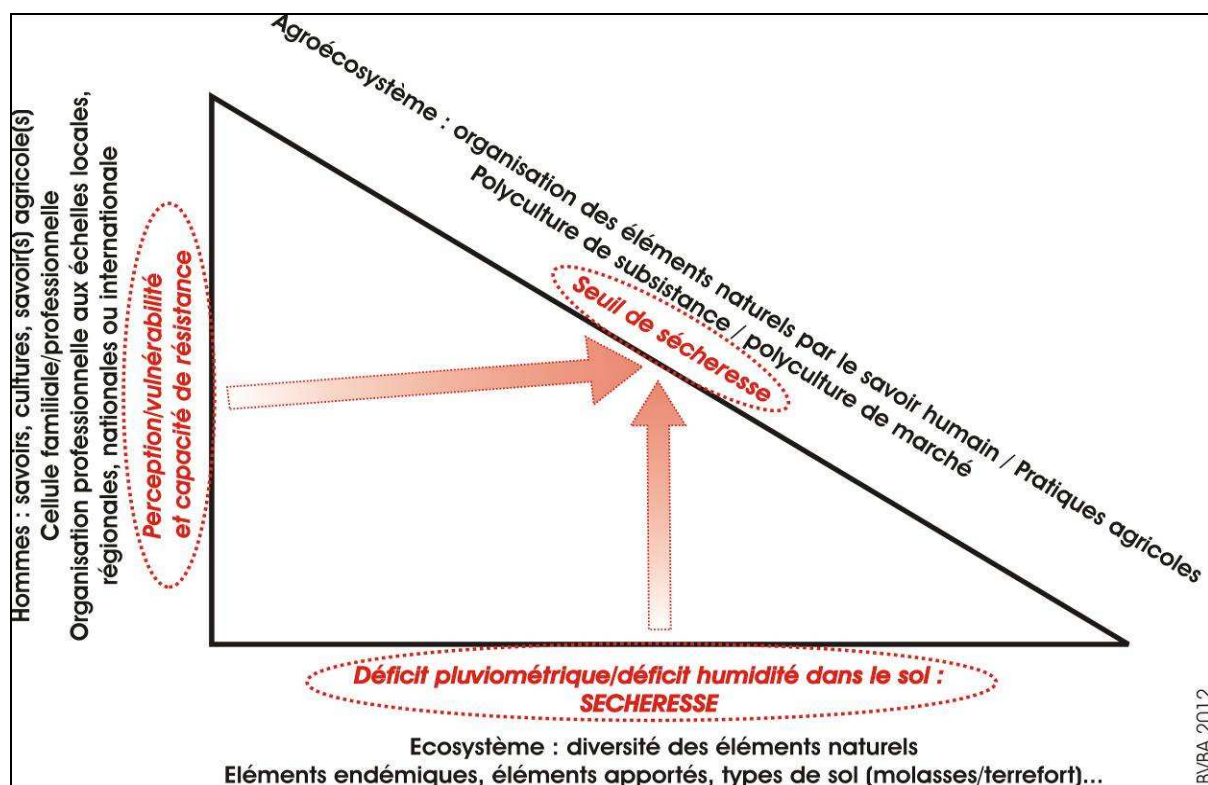 Agroécosystème : organisation des éléments naturels par le savoir humain / Pratiques agricoles
Polyculture de subsistance / polyculture de marché
Seuil de sécheresse
Hommes : savoirs, cultures, savoir(s) agricole(s)
Cellule familiale/professionnelle
Organisation professionnelle aux échelles locales,
régionales, nationales ou internationale
Perception/vulnérabilité
et capacité de résistance
Déficit pluviométrique/déficit humidité dans le sol :
SECHERESSE
Ecosystème : diversité des éléments naturels
Eléments endémiques, éléments apportés, types de sol (molasses/terrefort)...
BVBA 2012